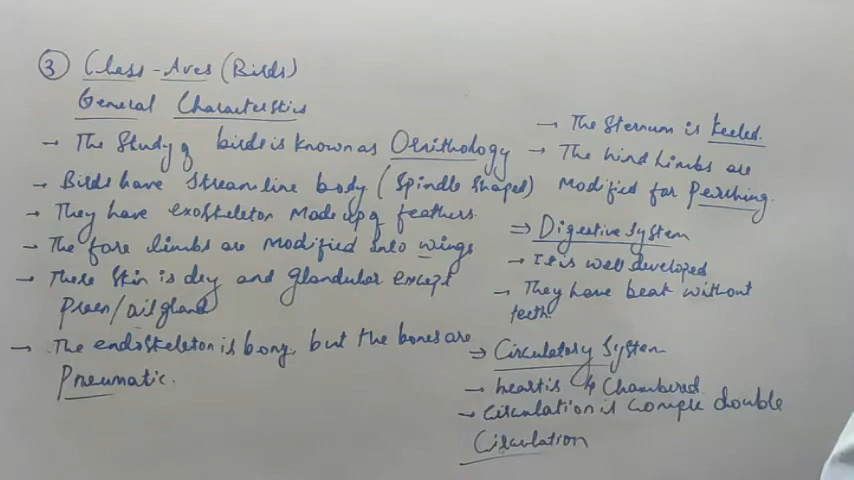 3 Class-Aves (Birds)
General Characteristics
→ The Study of birds is known as Ornithology
→ Birds have streamline body (Spindle shaped)
→ They have exoskeleton Made up of feathers.
→ The fore limbs are modified into wings
→ There Skin is dry and glandular except
Preen/oil gland
→ The endoskeleton is bony, but the bones are
Pneumatic.
→ The Sternum is keeled.
→ The hind limbs are
modified for Perching.
⇒ Digestive System
→ It is well developed
→ They have beak without
teeth.
⇒ Circulatory System
→ heart is 4 Chambered.
→ Circulation is double
Circulation